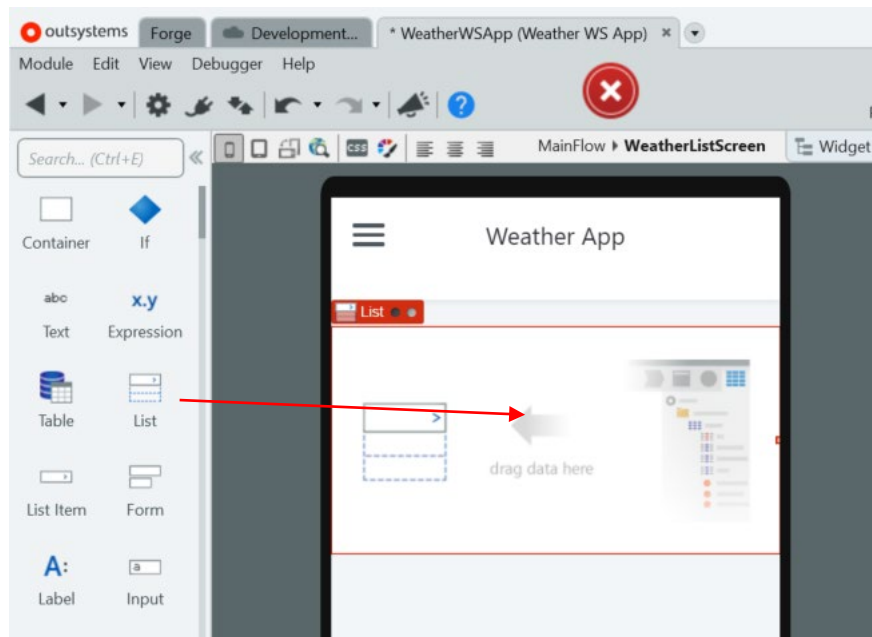 outsystems Forge Development... * WeatherWSApp (Weather WS App) ×
Module Edit View Debugger Help
?
Search... (Ctrl+E) « css MainFlow WeatherListScreen Widget
Container If
Weather App
abc x.y
Text Expression
List
Table List
drag data here
List Item Form
A: a
Label Input